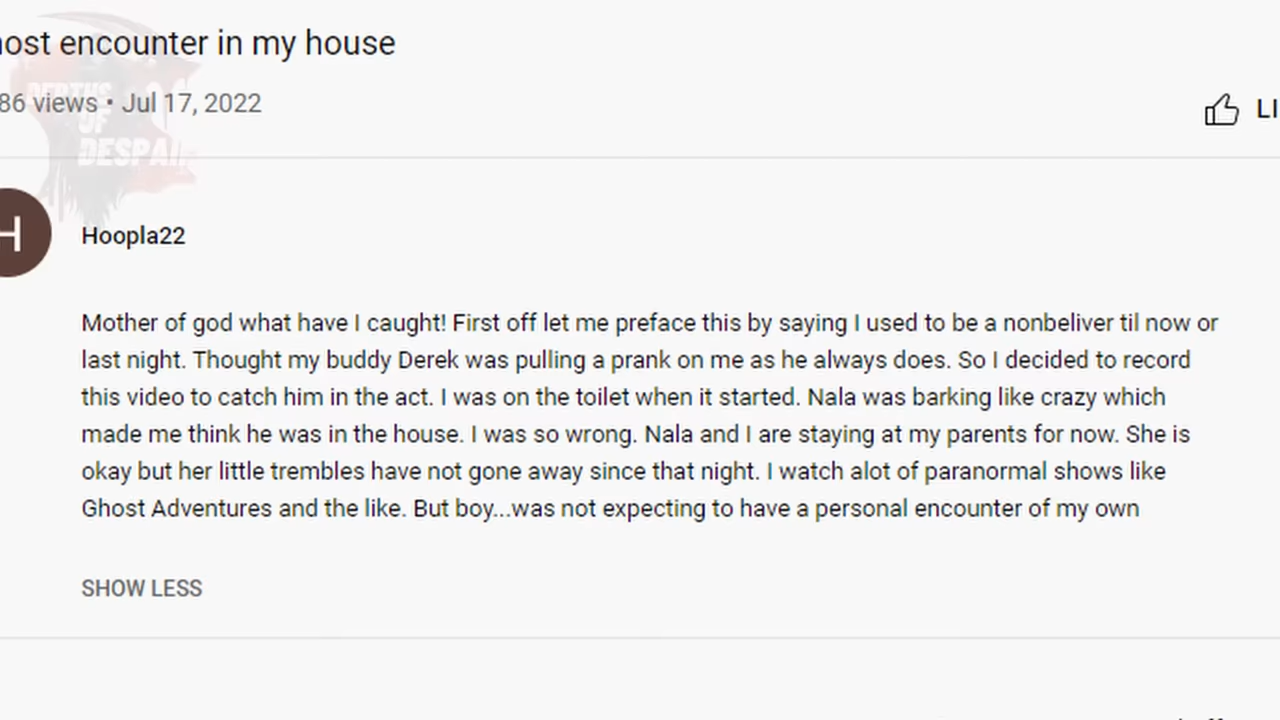 ost encounter in my house
86 views • Jul 17, 2022
LI
DEPTHS
OF
DESPAIR
H
Hoopla22
Mother of god what have I caught! First off let me preface this by saying I used to be a nonbeliver til now or
last night. Thought my buddy Derek was pulling a prank on me as he always does. So I decided to record
this video to catch him in the act. I was on the toilet when it started. Nala was barking like crazy which
made me think he was in the house. I was so wrong. Nala and I are staying at my parents for now. She is
okay but her little trembles have not gone away since that night. I watch alot of paranormal shows like
Ghost Adventures and the like. But boy...was not expecting to have a personal encounter of my own
SHOW LESS